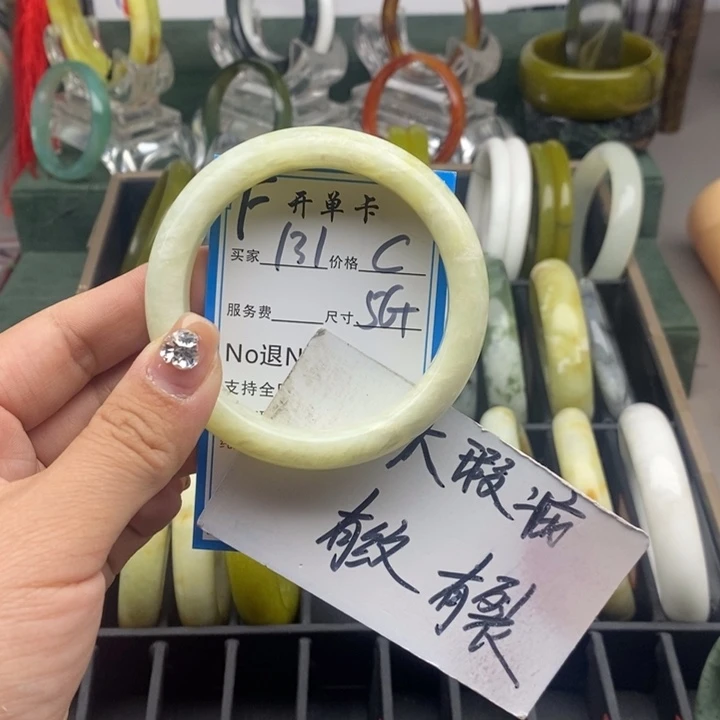 F 开单卡
买家 131 价格 C
服务费 尺寸 56+
No退N
支持全
大瑕疵
有纹 有裂